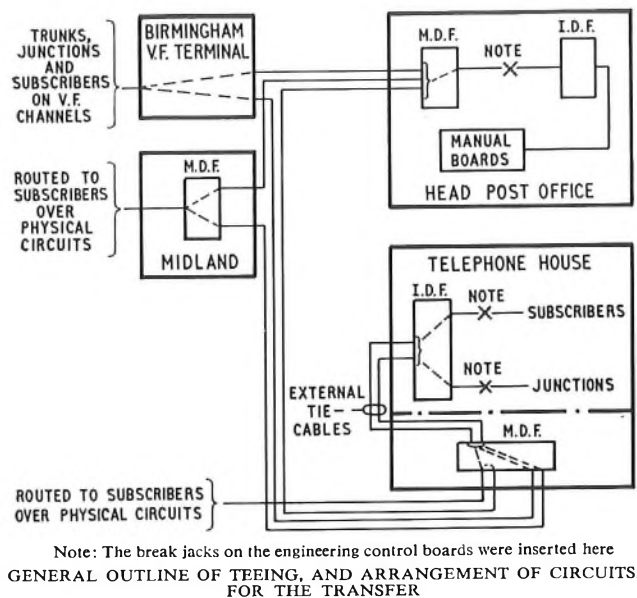 TRUNKS,
JUNCTIONS
AND
SUBSCRIBERS
ON V.F.
CHANNELS
BIRMINGHAM
V.F. TERMINAL
ROUTED TO
SUBSCRIBERS
OVER
PHYSICAL
CIRCUITS
M.D.F.
MIDLAND
M.D.F.
NOTE
I.D.F.
MANUAL
BOARDS
HEAD POST OFFICE
TELEPHONE HOUSE
I.D.F.
NOTE
SUBSCRIBERS
NOTE
JUNCTIONS
EXTERNAL
TIE
CABLES
M.D.F.
ROUTED TO SUBSCRIBERS
OVER PHYSICAL CIRCUITS
Note: The break jacks on the engineering control boards were inserted here
GENERAL OUTLINE OF TEEING, AND ARRANGEMENT OF CIRCUITS
FOR THE TRANSFER